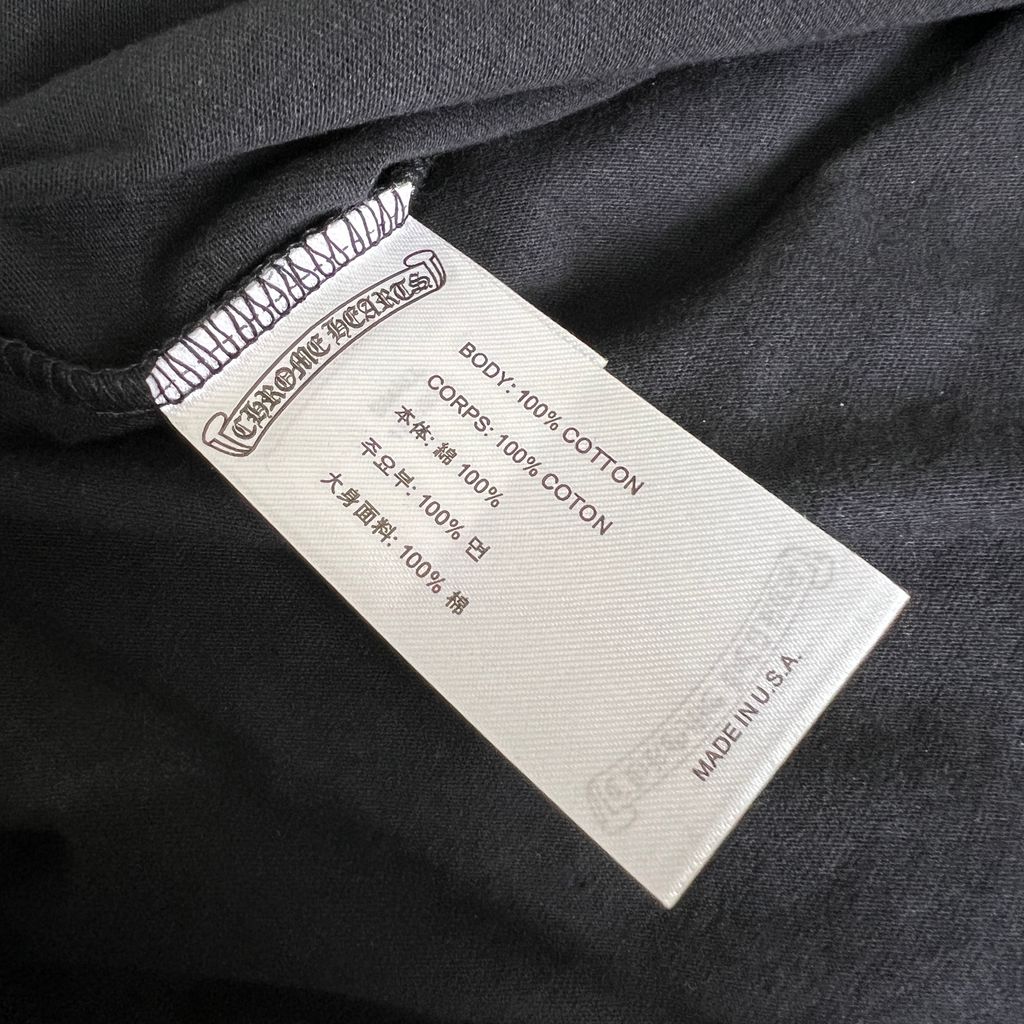 CHROME HEARTS
BODY: 100% COTTON
CORPS: 100% COTON
本体: 綿 100%
주요부: 100% 면
大身面料: 100% 棉
MADE IN U.S.A.